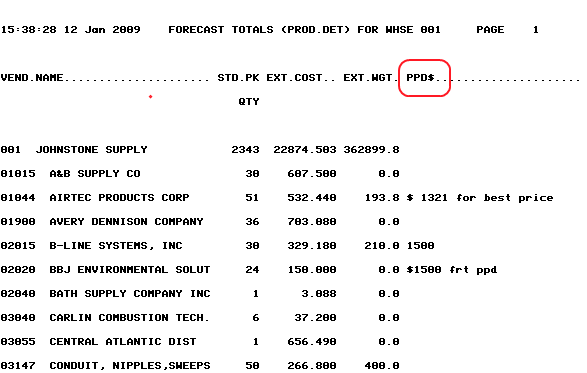 15:38:28 12 Jan 2009    FORECAST TOTALS (PROD.DET) FOR WHSE 001     PAGE    1
VEND.NAME..................... STD.PK EXT.COST.. EXT.WGT. PPD$.....................
QTY
001  JOHNSTONE SUPPLY            2343  22874.503 362899.8
01015  A&B SUPPLY CO               30    607.500      0.0
01044  AIRTEC PRODUCTS CORP        51    532.440    193.8 $ 1321 for best price
01900  AVERY DENNISON COMPANY      36    703.080      0.0
02015  B-LINE SYSTEMS, INC         30    329.180    210.0 1500
02020  BBJ ENVIRONMENTAL SOLUT     24    150.000      0.0 $1500 frt ppd
02040  BATH SUPPLY COMPANY INC      1      3.088      0.0
03040  CARLIN COMBUSTION TECH.      6     37.200      0.0
03055  CENTRAL ATLANTIC DIST        1    656.490      0.0
03147  CONDUIT, NIPPLES,SWEEPS     50    266.800    400.0